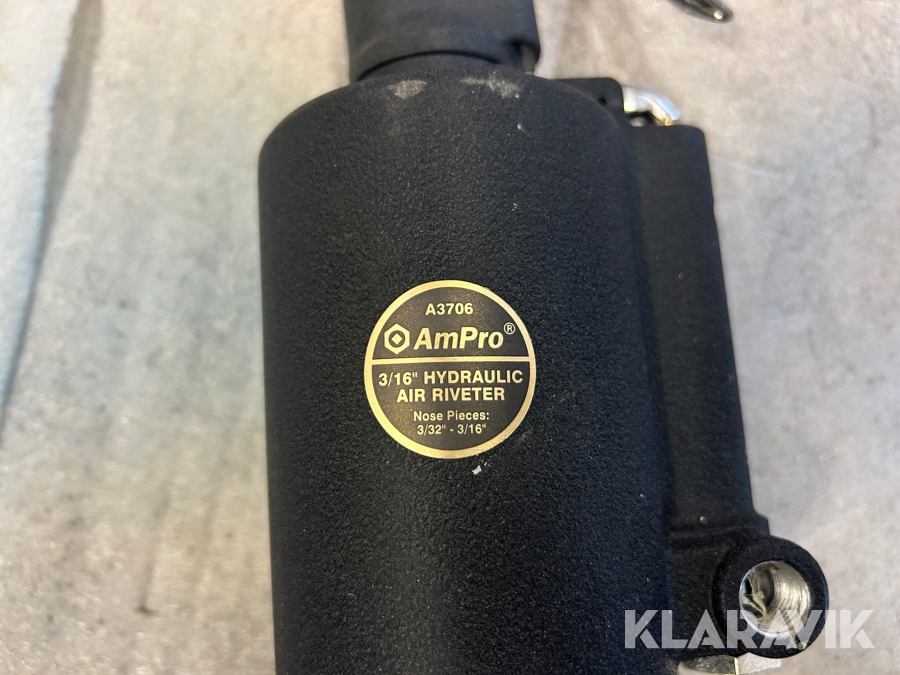 A3706
AmPro®
3/16" HYDRAULIC
AIR RIVETER
Nose Pieces:
3/32" - 3/16"
KLARAVIK